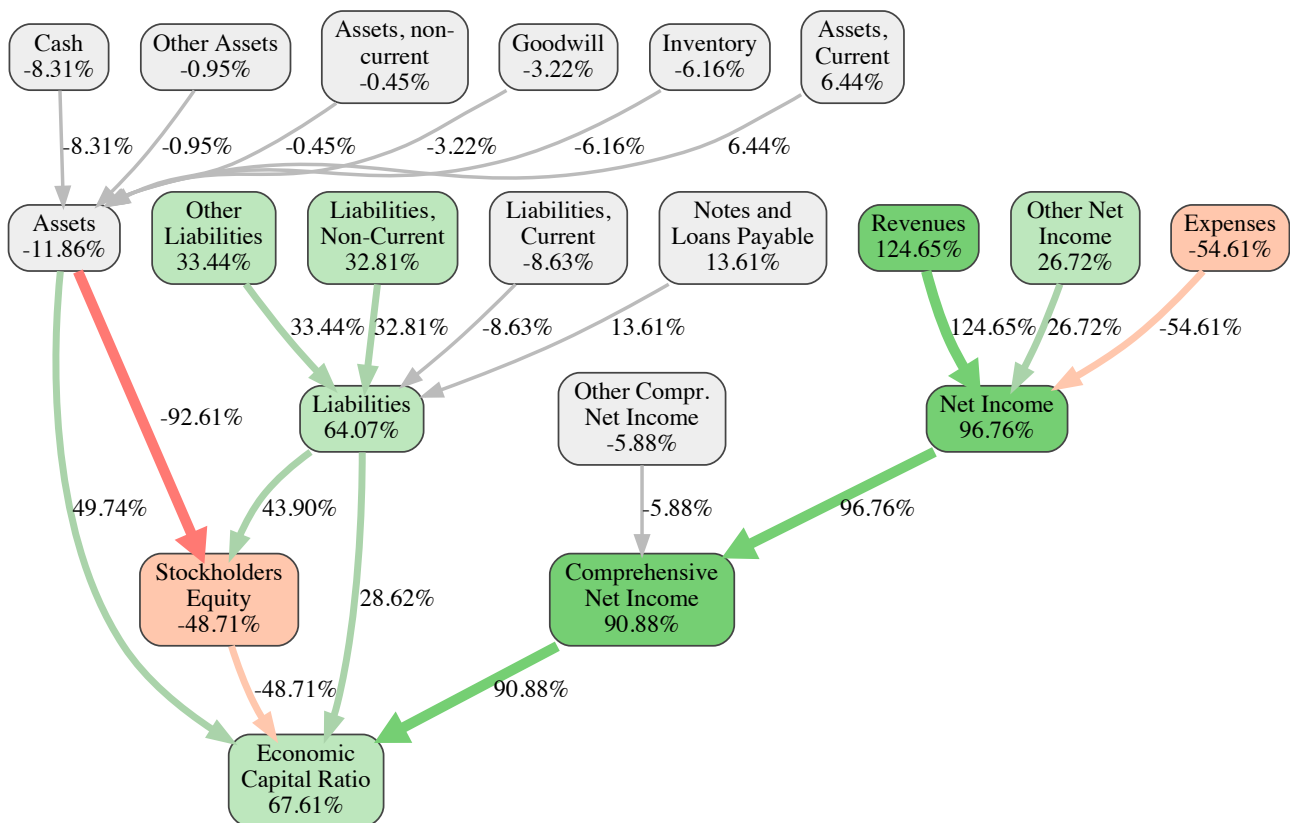 Cash
-8.31%
Other Assets
-0.95%
Assets, non-
current
-0.45%
Goodwill
-3.22%
Inventory
-6.16%
Assets,
Current
6.44%
-8.31%
-0.95%
-0.45%
-3.22%
-6.16%
6.44%
Assets
-11.86%
Other
Liabilities
33.44%
Liabilities,
Non-Current
32.81%
Liabilities,
Current
-8.63%
Notes and
Loans Payable
13.61%
Revenues
124.65%
Other Net
Income
26.72%
Expenses
-54.61%
33.44%
32.81%
-8.63%
13.61%
124.65%
26.72%
-54.61%
-92.61%
Liabilities
64.07%
Other Compr.
Net Income
-5.88%
Net Income
96.76%
49.74%
43.90%
-5.88%
96.76%
Stockholders
Equity
-48.71%
28.62%
Comprehensive
Net Income
90.88%
-48.71%
90.88%
Economic
Capital Ratio
67.61%